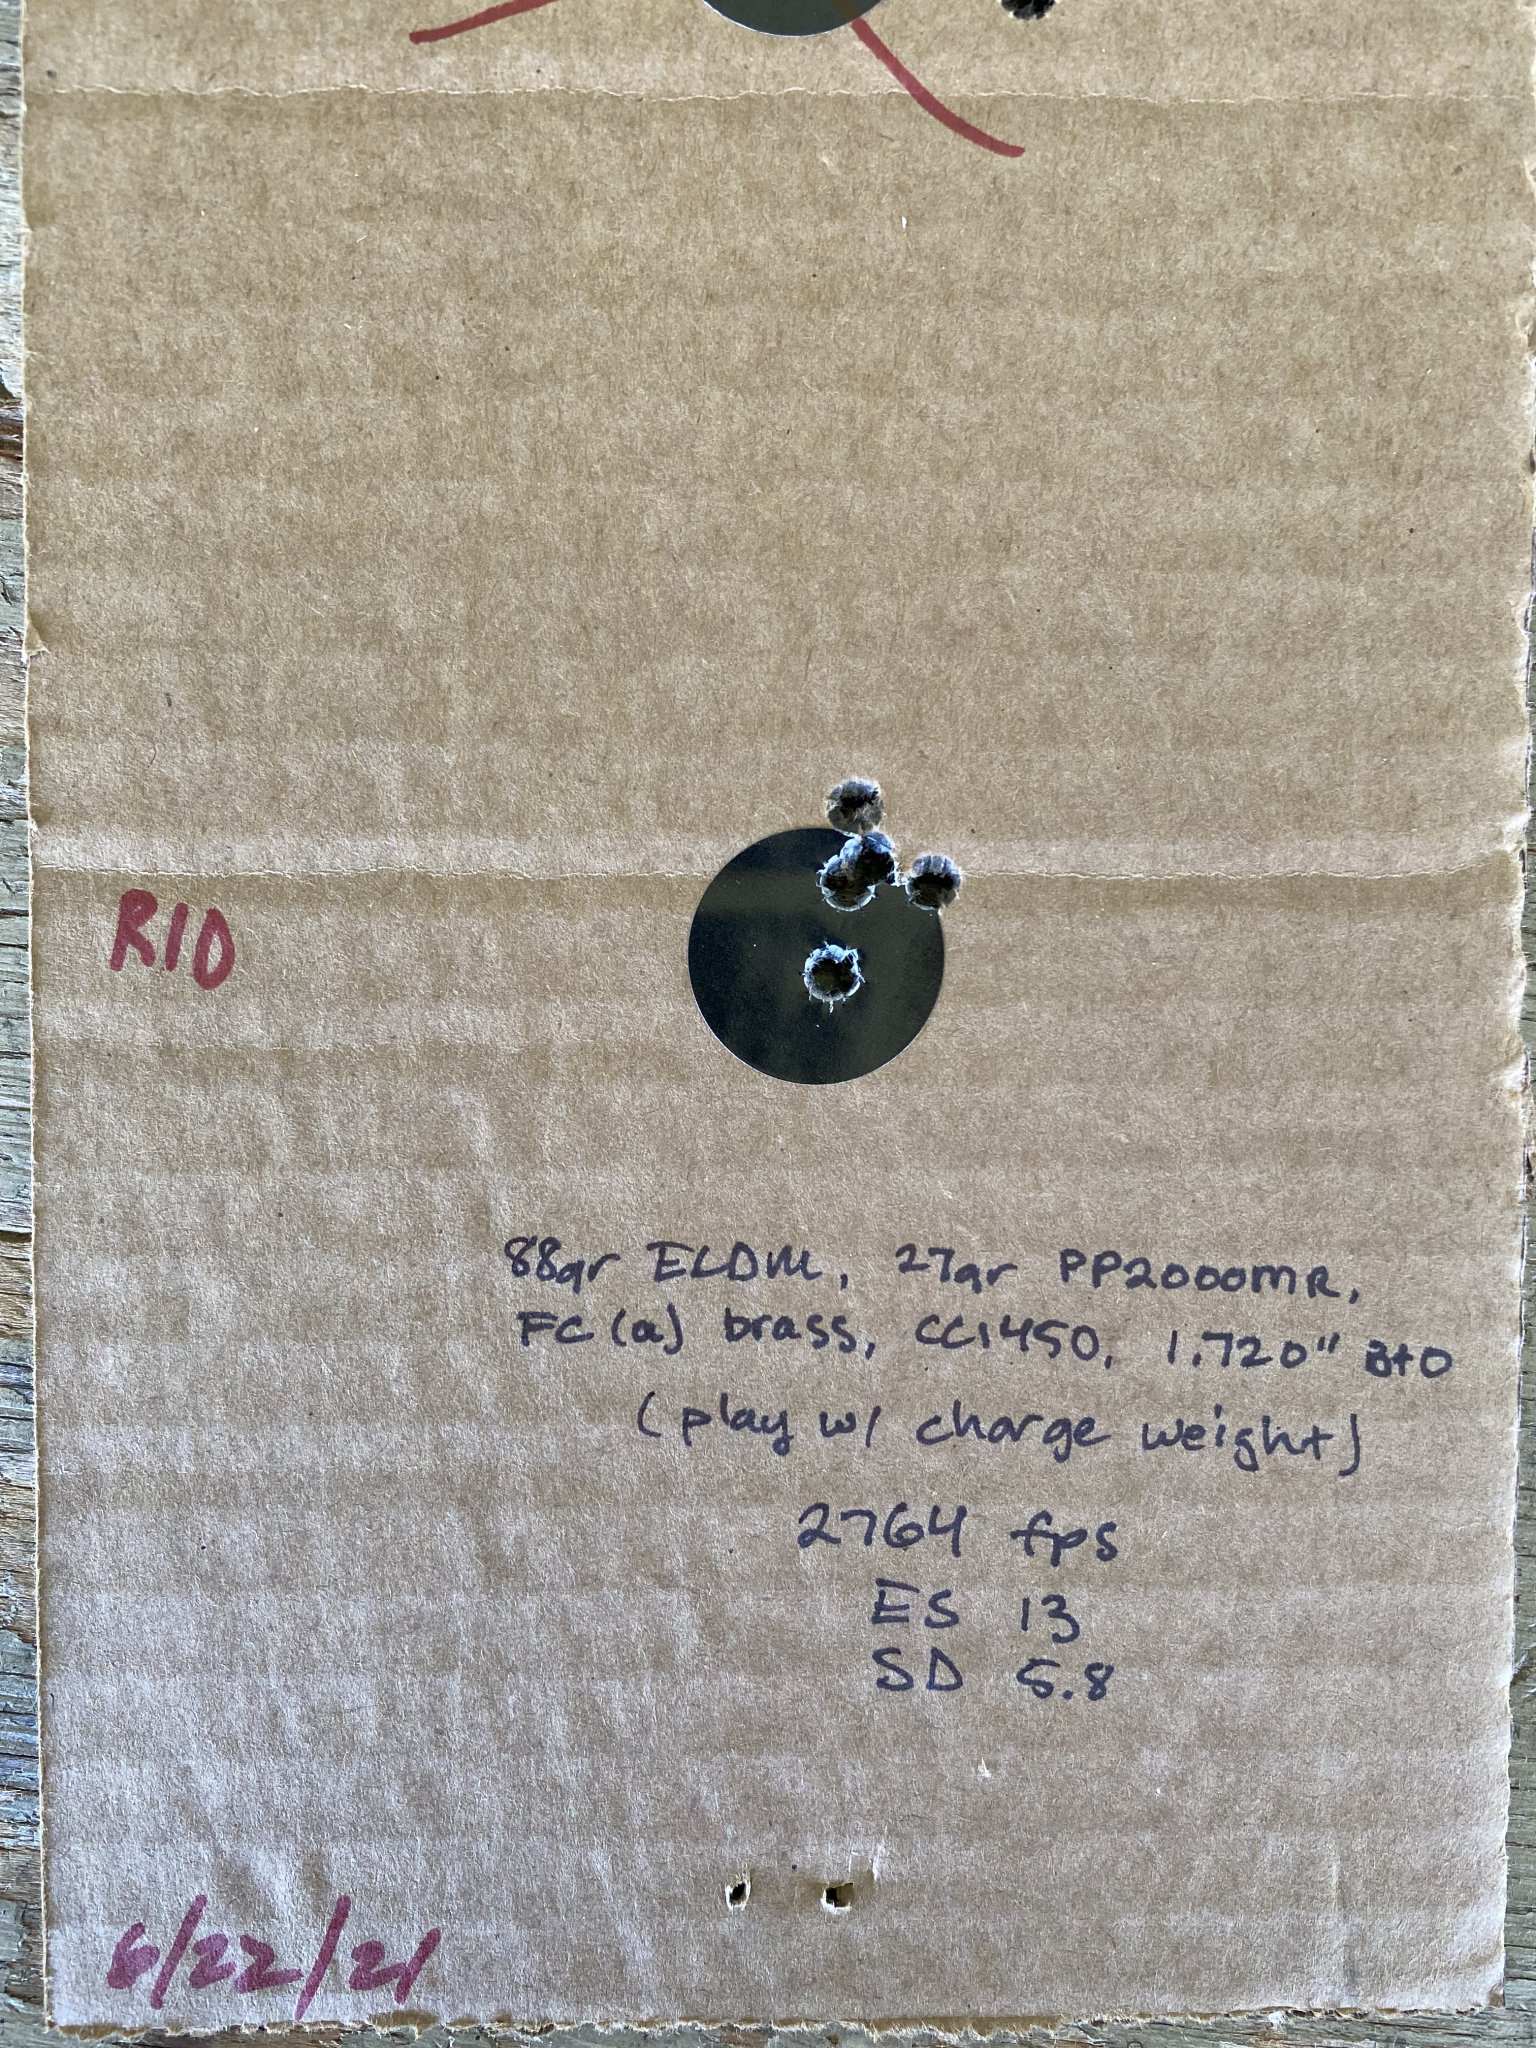 R10
88gr ELDM, 27gr PP2000MR,
FC (a) brass, CCI450, 1.720" BtO
(play w/ charge weight)
2764 fps
ES 13
SD 5.8
6/22/21